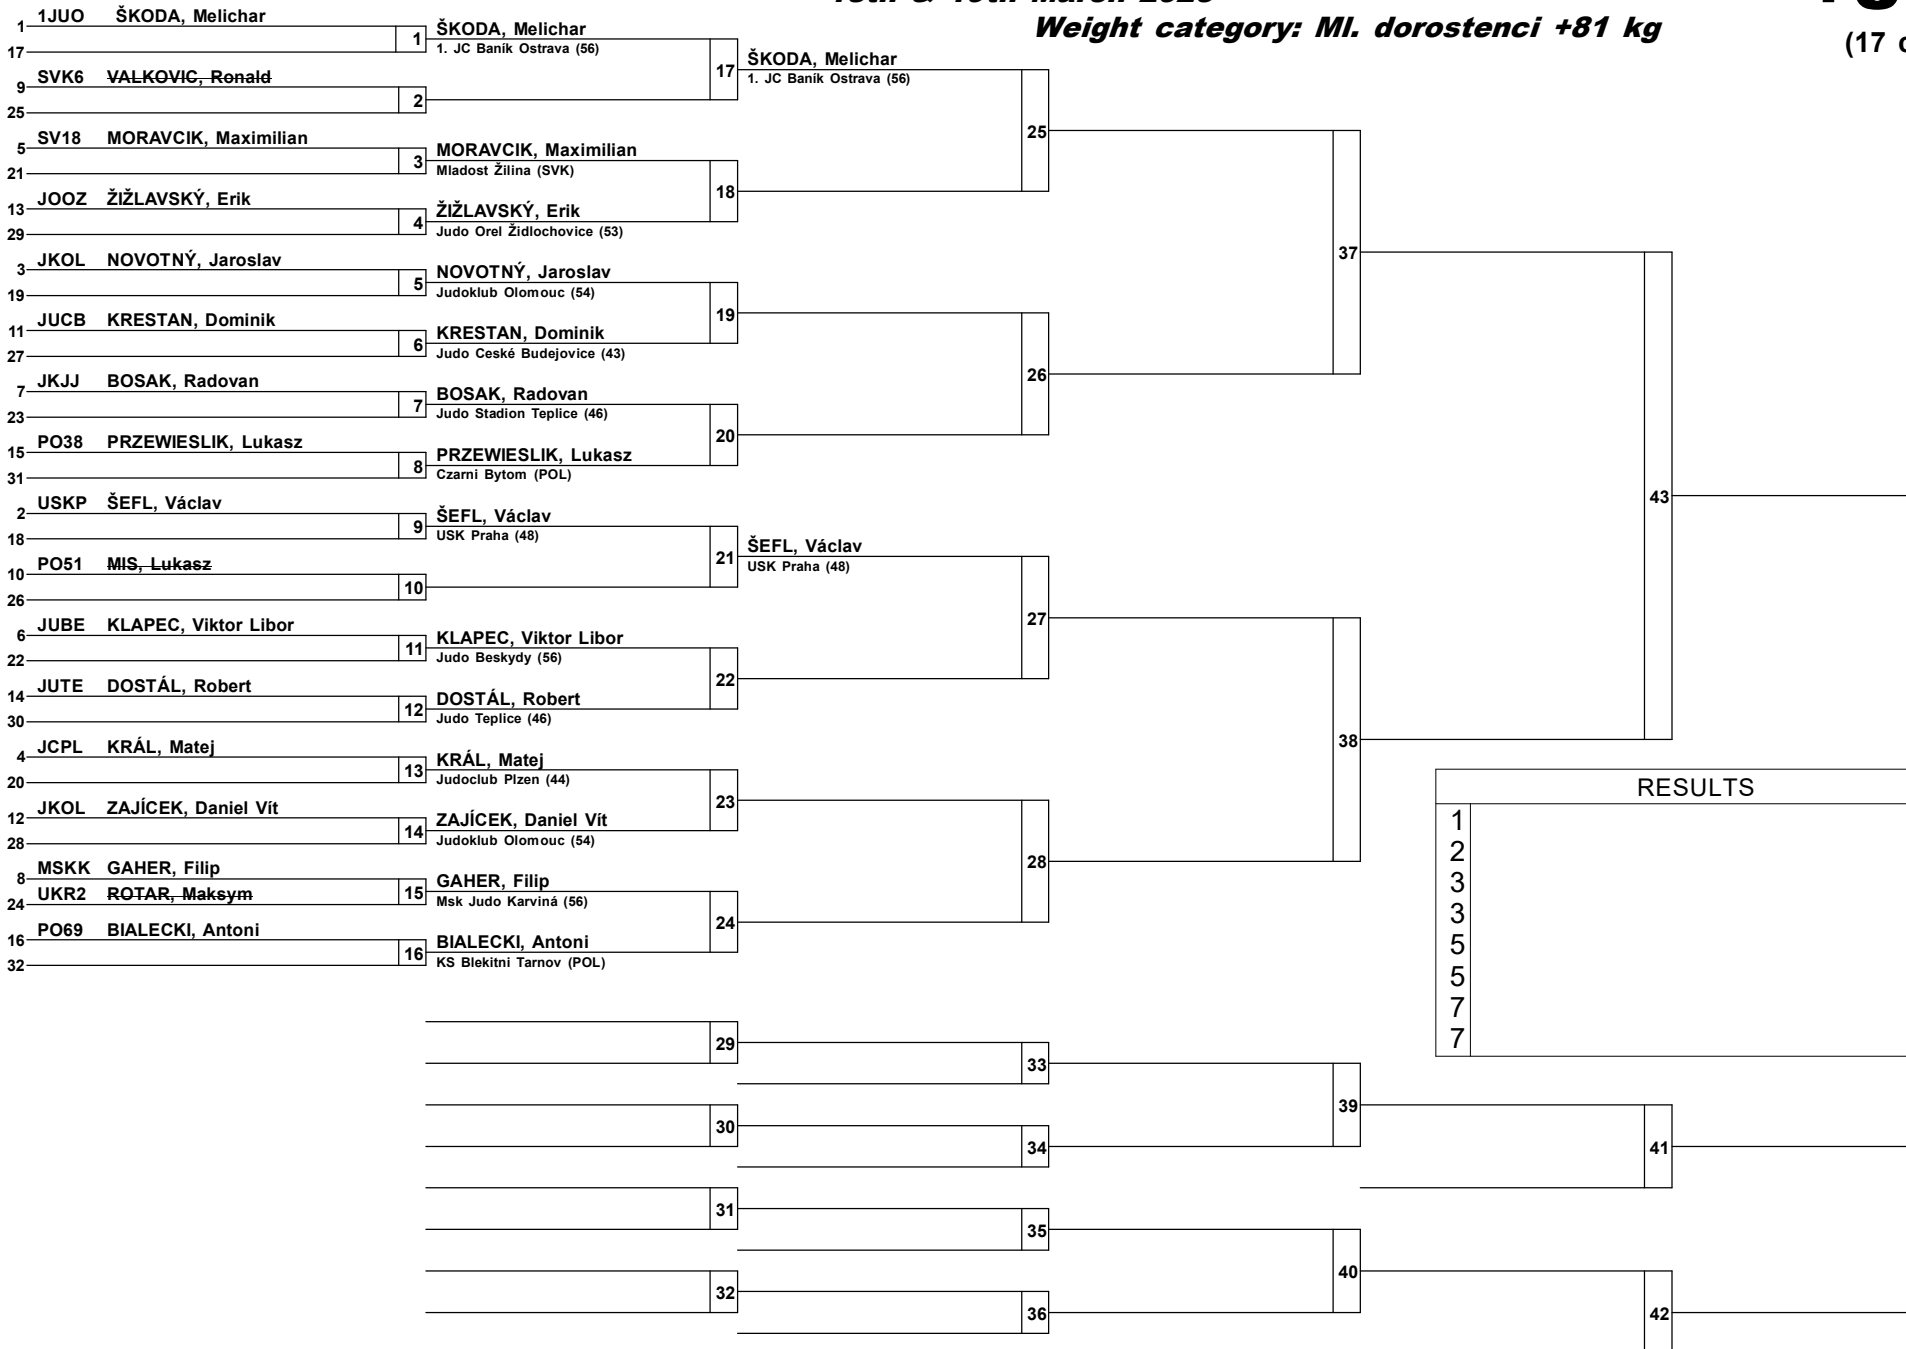 Weight category: Ml. dorostenci +81 kg
(17
1 1JUO ŠKODA, Melichar
17
1 ŠKODA, Melichar
1. JC Baník Ostrava (56)
9 SVK6 VALKOVIC, Ronald
25
2
17 ŠKODA, Melichar
1. JC Baník Ostrava (56)
5 SV18 MORAVCIK, Maximilian
21
3 MORAVCIK, Maximilian
Mladost Žilina (SVK)
13 JOOZ ŽIŽLAVSKÝ, Erik
29
4 ŽIŽLAVSKÝ, Erik
Judo Orel Židlochovice (53)
18
25
3 JKOL NOVOTNÝ, Jaroslav
19
5 NOVOTNÝ, Jaroslav
Judoklub Olomouc (54)
11 JUCB KRESTAN, Dominik
27
6 KRESTAN, Dominik
Judo Ceské Budejovice (43)
19
7 JKJJ BOSAK, Radovan
23
7 BOSAK, Radovan
Judo Stadion Teplice (46)
15 PO38 PRZEWIESLIK, Lukasz
31
8 PRZEWIESLIK, Lukasz
Czarni Bytom (POL)
20
26
37
2 USKP ŠEFL, Václav
18
9 ŠEFL, Václav
USK Praha (48)
10 PO51 MIS, Lukasz
26
10
21 ŠEFL, Václav
USK Praha (48)
6 JUBE KLAPEC, Viktor Libor
22
11 KLAPEC, Viktor Libor
Judo Beskydy (56)
14 JUTE DOSTÁL, Robert
30
12 DOSTÁL, Robert
Judo Teplice (46)
22
27
4 JCPL KRÁL, Matej
20
13 KRÁL, Matej
Judoclub Plzen (44)
12 JKOL ZAJÍCEK, Daniel Vít
28
14 ZAJÍCEK, Daniel Vít
Judoklub Olomouc (54)
23
8 MSKK GAHER, Filip
24 UKR2 ROTAR, Maksym
15 GAHER, Filip
Msk Judo Karviná (56)
16 PO69 BIALECKI, Antoni
32
16 BIALECKI, Antoni
KS Blekitni Tarnov (POL)
24
28
38
43
RESULTS
1
2
3
3
5
5
7
7
29
33
30
34
39
41
31
35
32
36
40
42